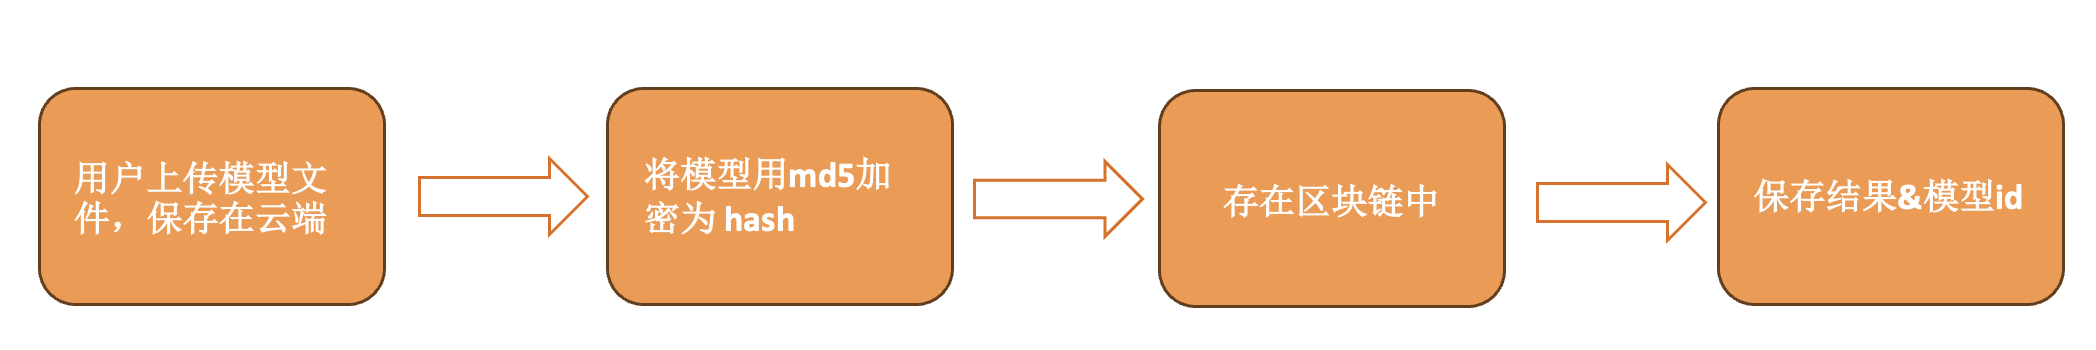 用户上传模型文
件，保存在云端
将模型用md5加
密为 hash
存在区块链中
保存结果&模型id